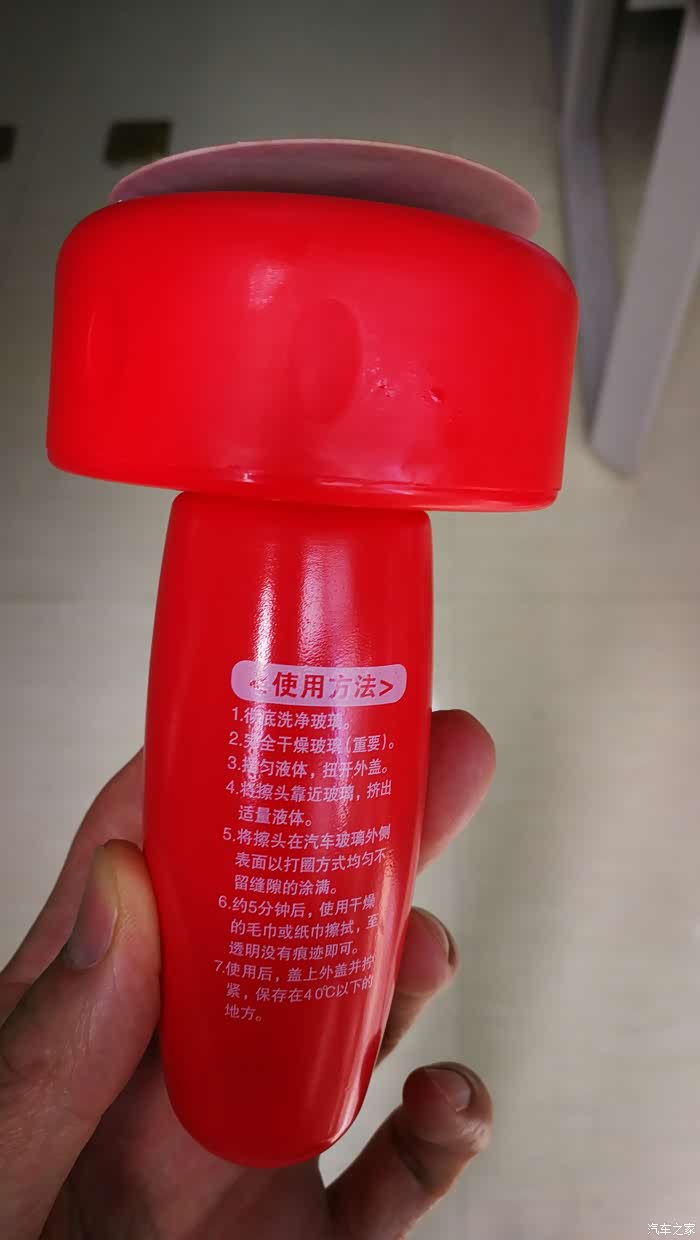 <使用方法>
1.彻底洗净玻璃。
2.完全干燥玻璃(重要)。
3.摇匀液体，扭开外盖。
4.将擦头靠近玻璃，挤出
适量液体。
5.将擦头在汽车玻璃外侧
表面以打圈方式均匀不
留缝隙的涂满。
6.约5分钟后，使用干燥
的毛巾或纸巾擦拭，至
透明没有痕迹即可。
7.使用后，盖上外盖并拧
紧，保存在40℃以下的
地方。
汽车之家